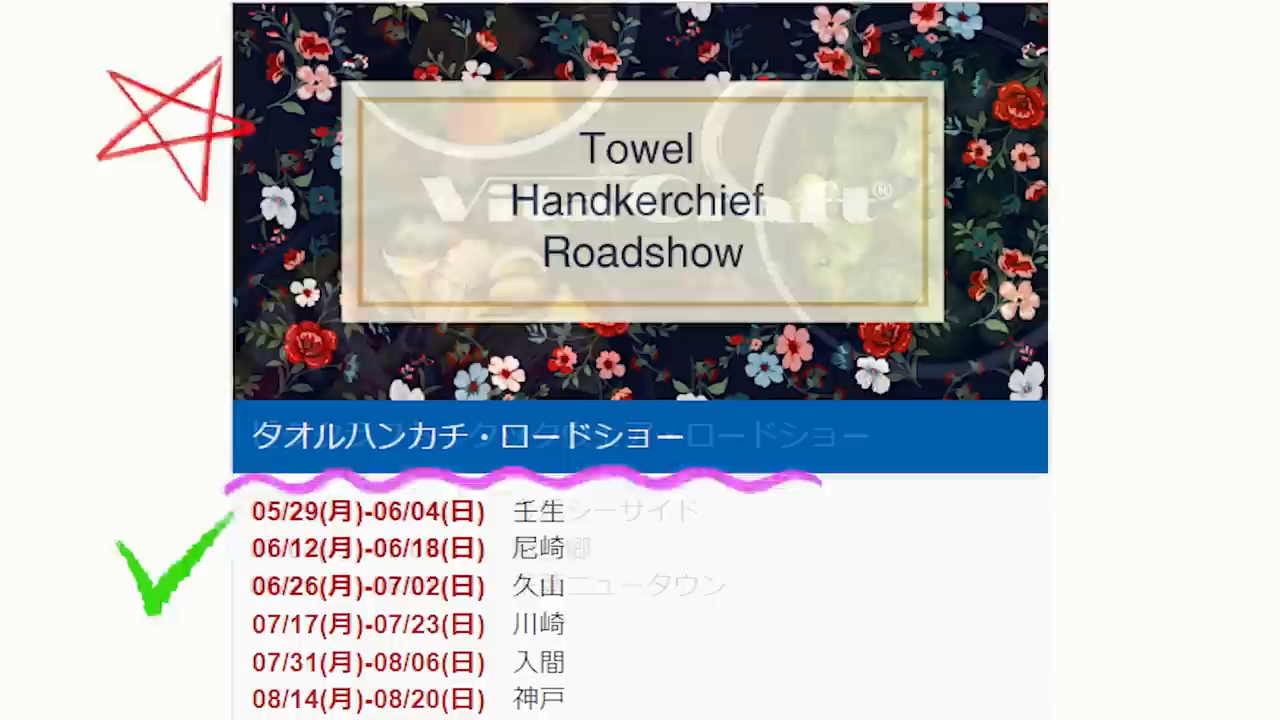 Towel
Handkerchief
Roadshow
タオルハンカチ・ロードショー
05/29(月)-06/04(日) 壬生
06/12(月)-06/18(日) 尼崎
06/26(月)-07/02(日) 久山
07/17(月)-07/23(日) 川崎
07/31(月)-08/06(日) 入間
08/14(月)-08/20(日) 神戸